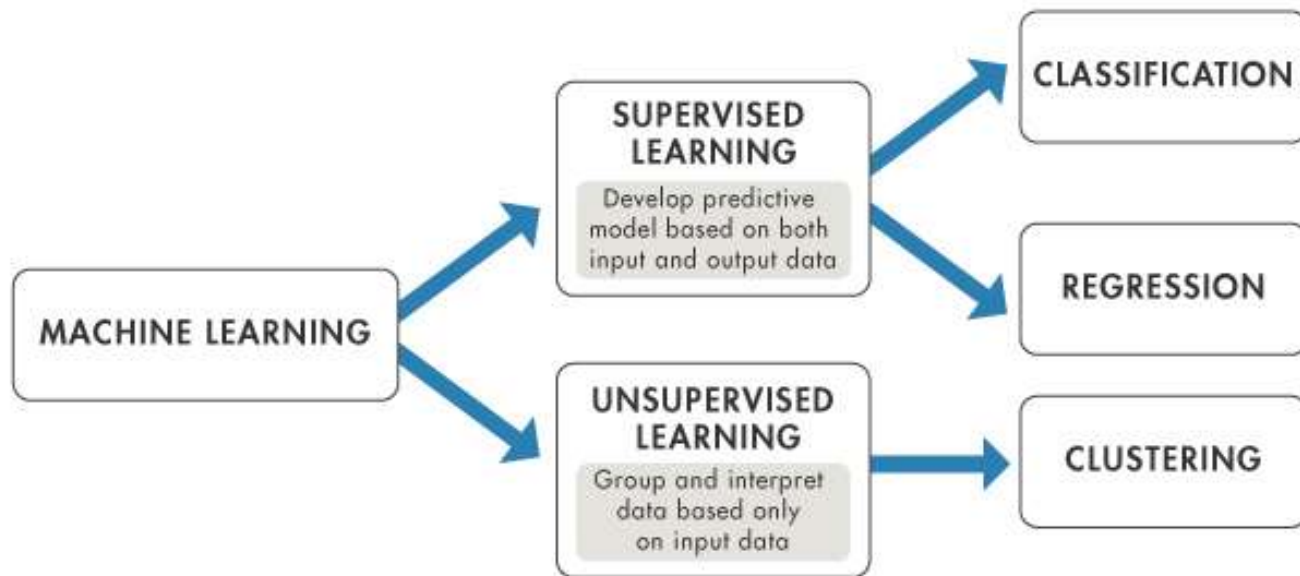 MACHINE LEARNING
SUPERVISED
LEARNING
Develop predictive
model based on both
input and output data
UNSUPERVISED
LEARNING
Group and interpret
data based only
on input data
CLASSIFICATION
REGRESSION
CLUSTERING